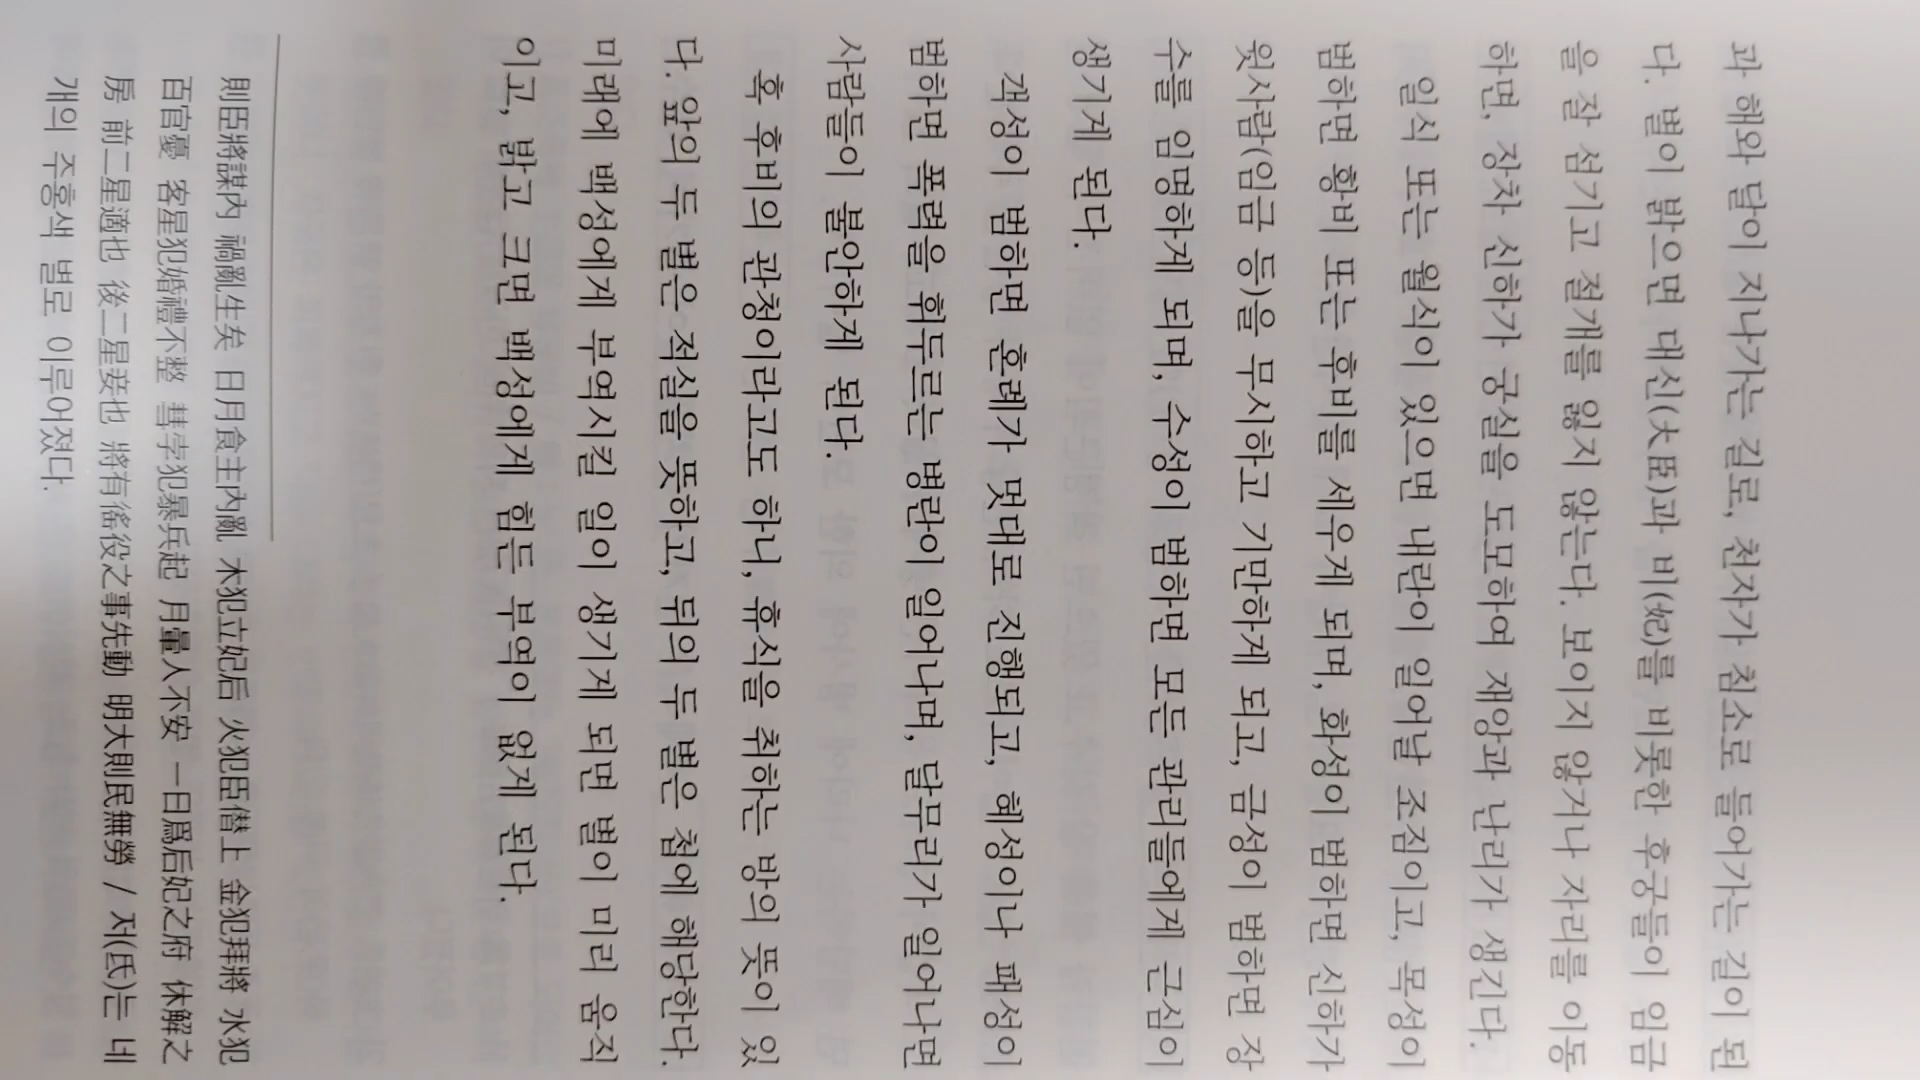 과 해와 달이 지나가는 길로, 천자가 침소로 들어가는 길이 된
다. 별이 밝으면 대신(大臣)과 비(妃)를 비롯한 후궁들이 임금
을 잘 섬기고 절개를 잃지 않는다. 보이지 않거나 자리를 이동
하면, 장차 신하가 궁실을 도모하여 재앙과 난리가 생긴다.
일식 또는 월식이 있으면 내란이 일어날 조짐이고, 목성이
범하면 황비 또는 후비를 세우게 되며, 화성이 범하면 신하가
윗사람(임금 등)을 무시하고 기만하게 되고, 금성이 범하면 장
수를 임명하게 되며, 수성이 범하면 모든 관리들에게 근심이
생기게 된다.
객성이 범하면 혼례가 멋대로 진행되고, 혜성이나 패성이
범하면 폭력을 휘두르는 병란이 일어나며, 달무리가 일어나면
사람들이 불안하게 된다.
혹 후비의 관청이라고도 하니, 휴식을 취하는 방의 뜻이 있
다. 앞의 두 별은 적실을 뜻하고, 뒤의 두 별은 첩에 해당한다.
미래에 백성에게 부역시킬 일이 생기게 되면 별이 미리 움직
이고, 밝고 크면 백성에게 힘든 부역이 없게 된다.
則臣將謀內 禍亂生矣 日月食主內亂 木犯立妃后 火犯臣僭上 金犯拜將 水犯
百官憂 客星犯婚禮不整 彗孛犯暴兵起 月暈人不安 一曰爲后妃之府 休解之
房 前二星適也 後二星妾也 將有徭役之事先動 明大則民無勞 / 저(氐)는 네
개의 주홍색 별로 이루어졌다.